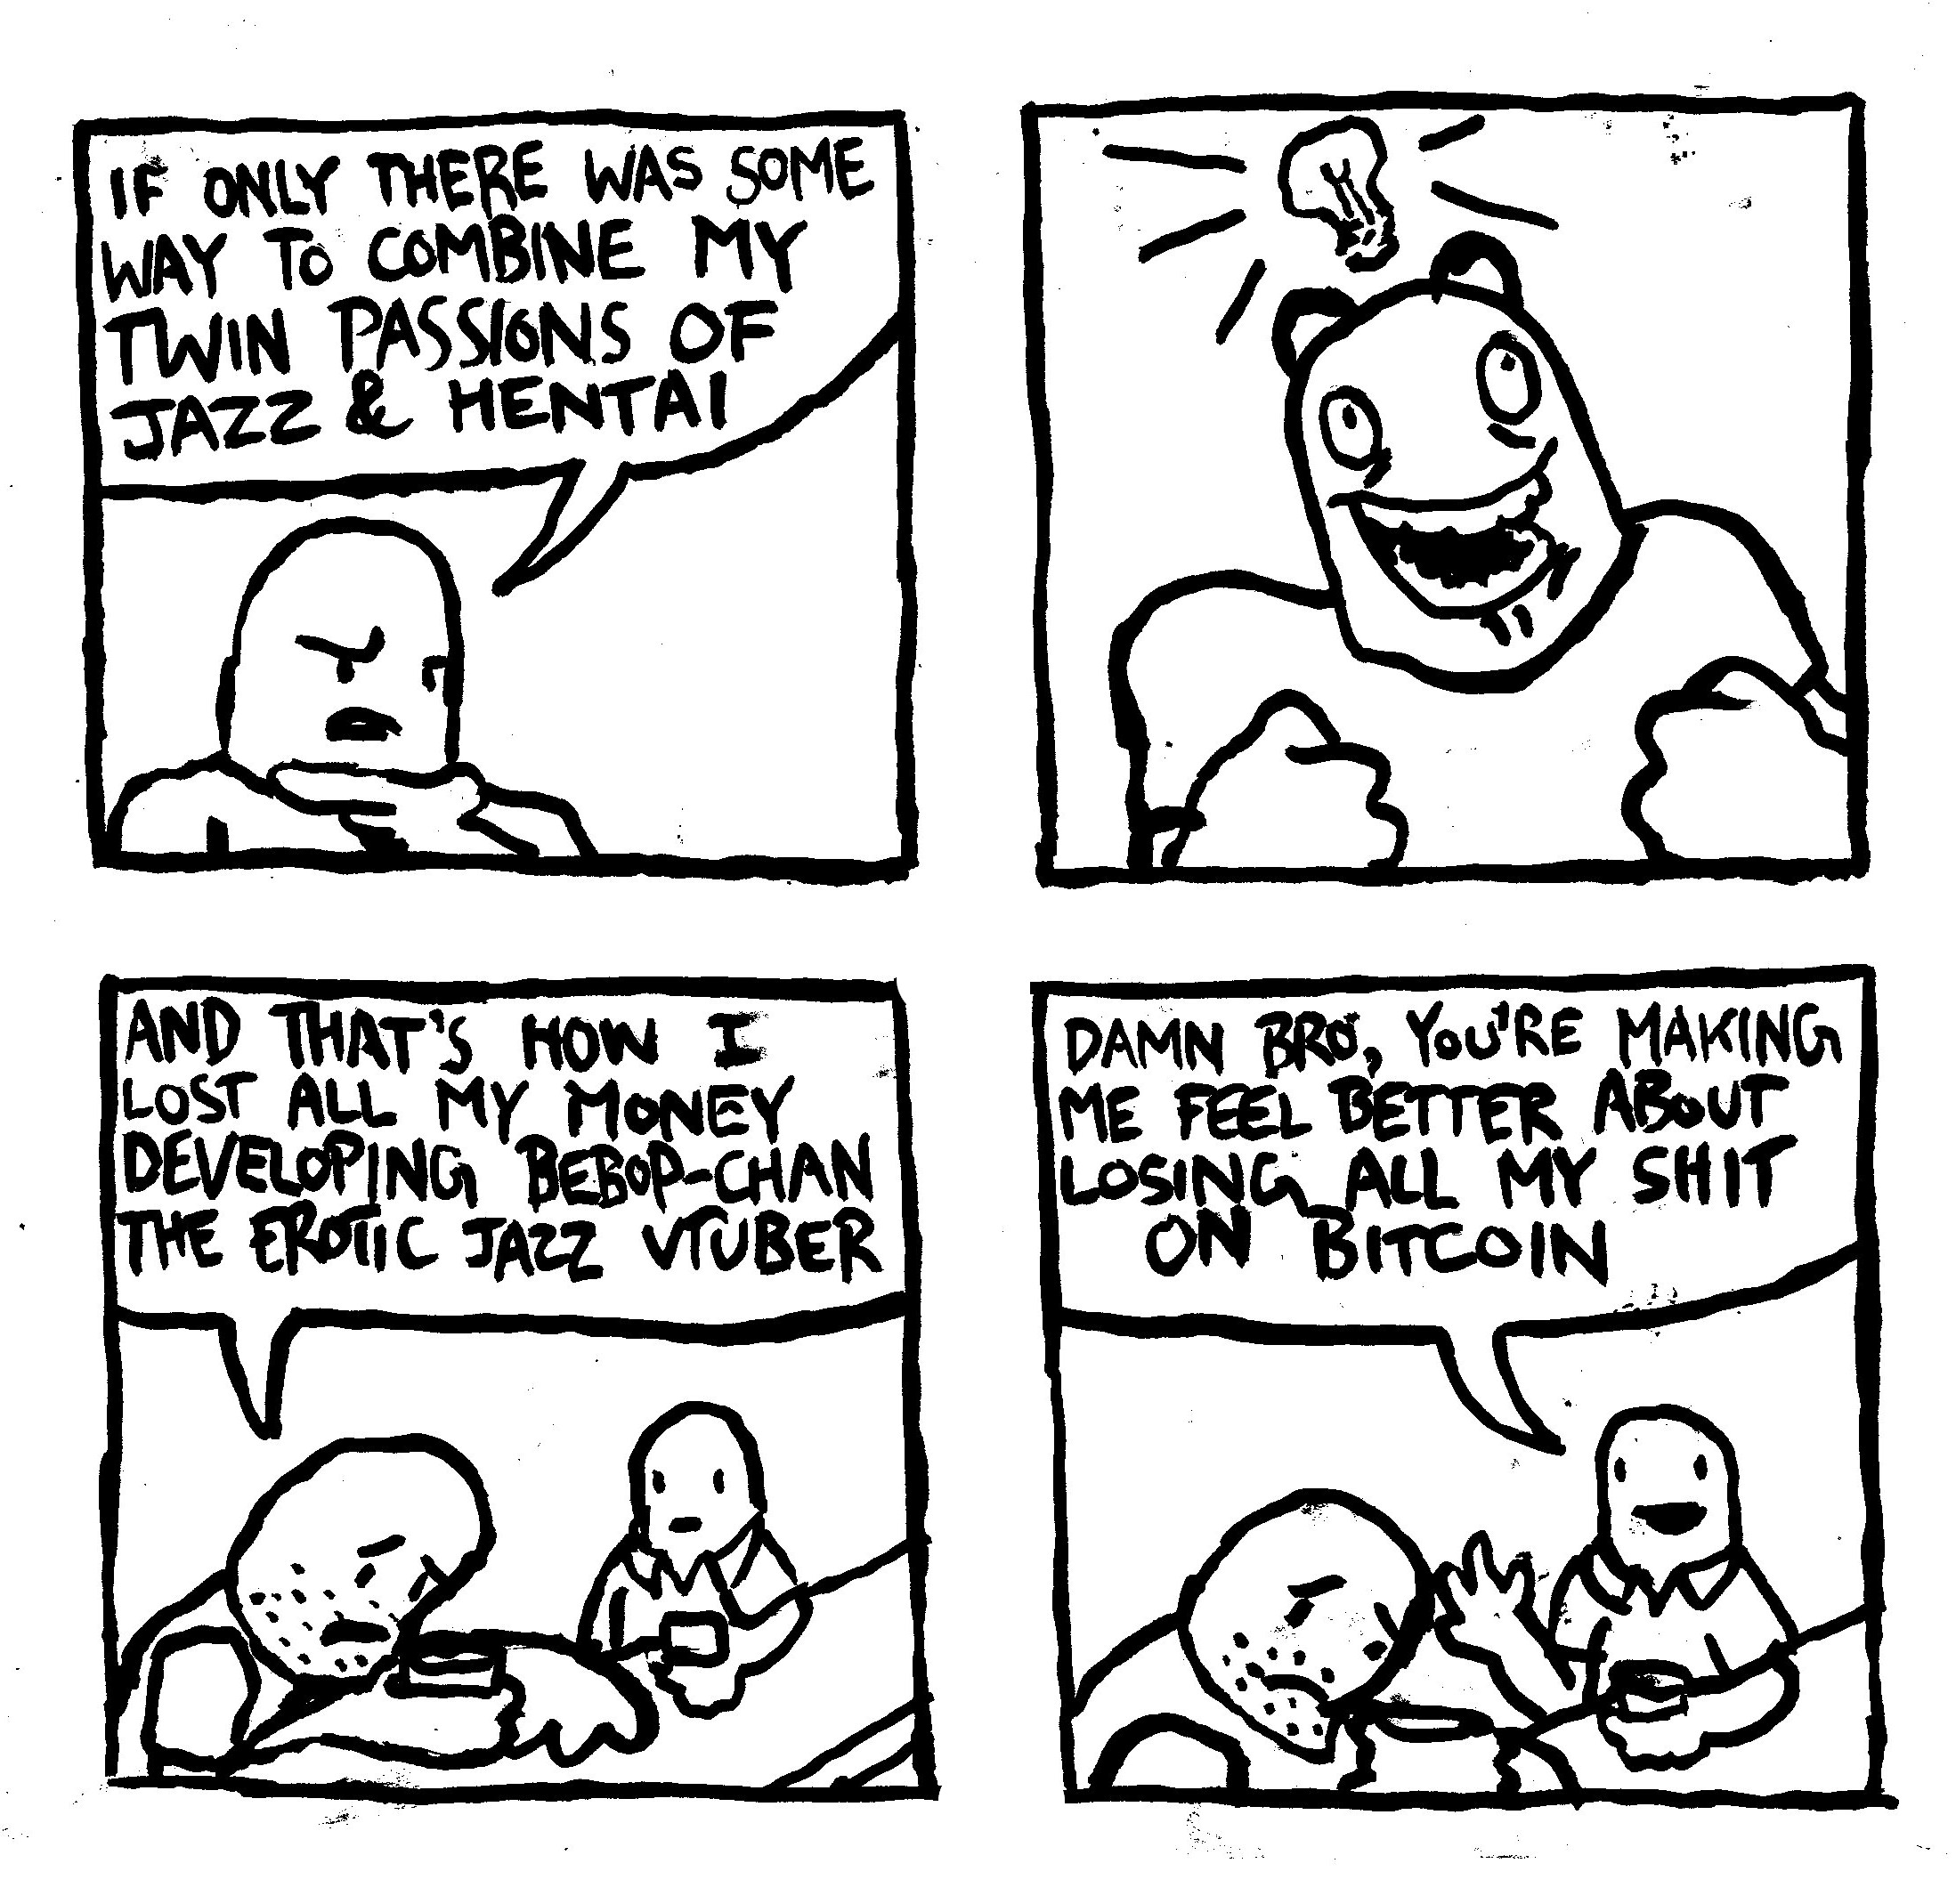 IF ONLY THERE WAS SOME
WAY TO COMBINE MY
TWIN PASSIONS OF
JAZZ & HENTAI
AND THAT'S HOW I
LOST ALL MY MONEY
DEVELOPING BEBOP-CHAN
THE EROTIC JAZZ VTUBER
DAMN BRO, YOU'RE MAKING
ME FEEL BETTER ABOUT
LOSING ALL MY SHIT
ON BITCOIN